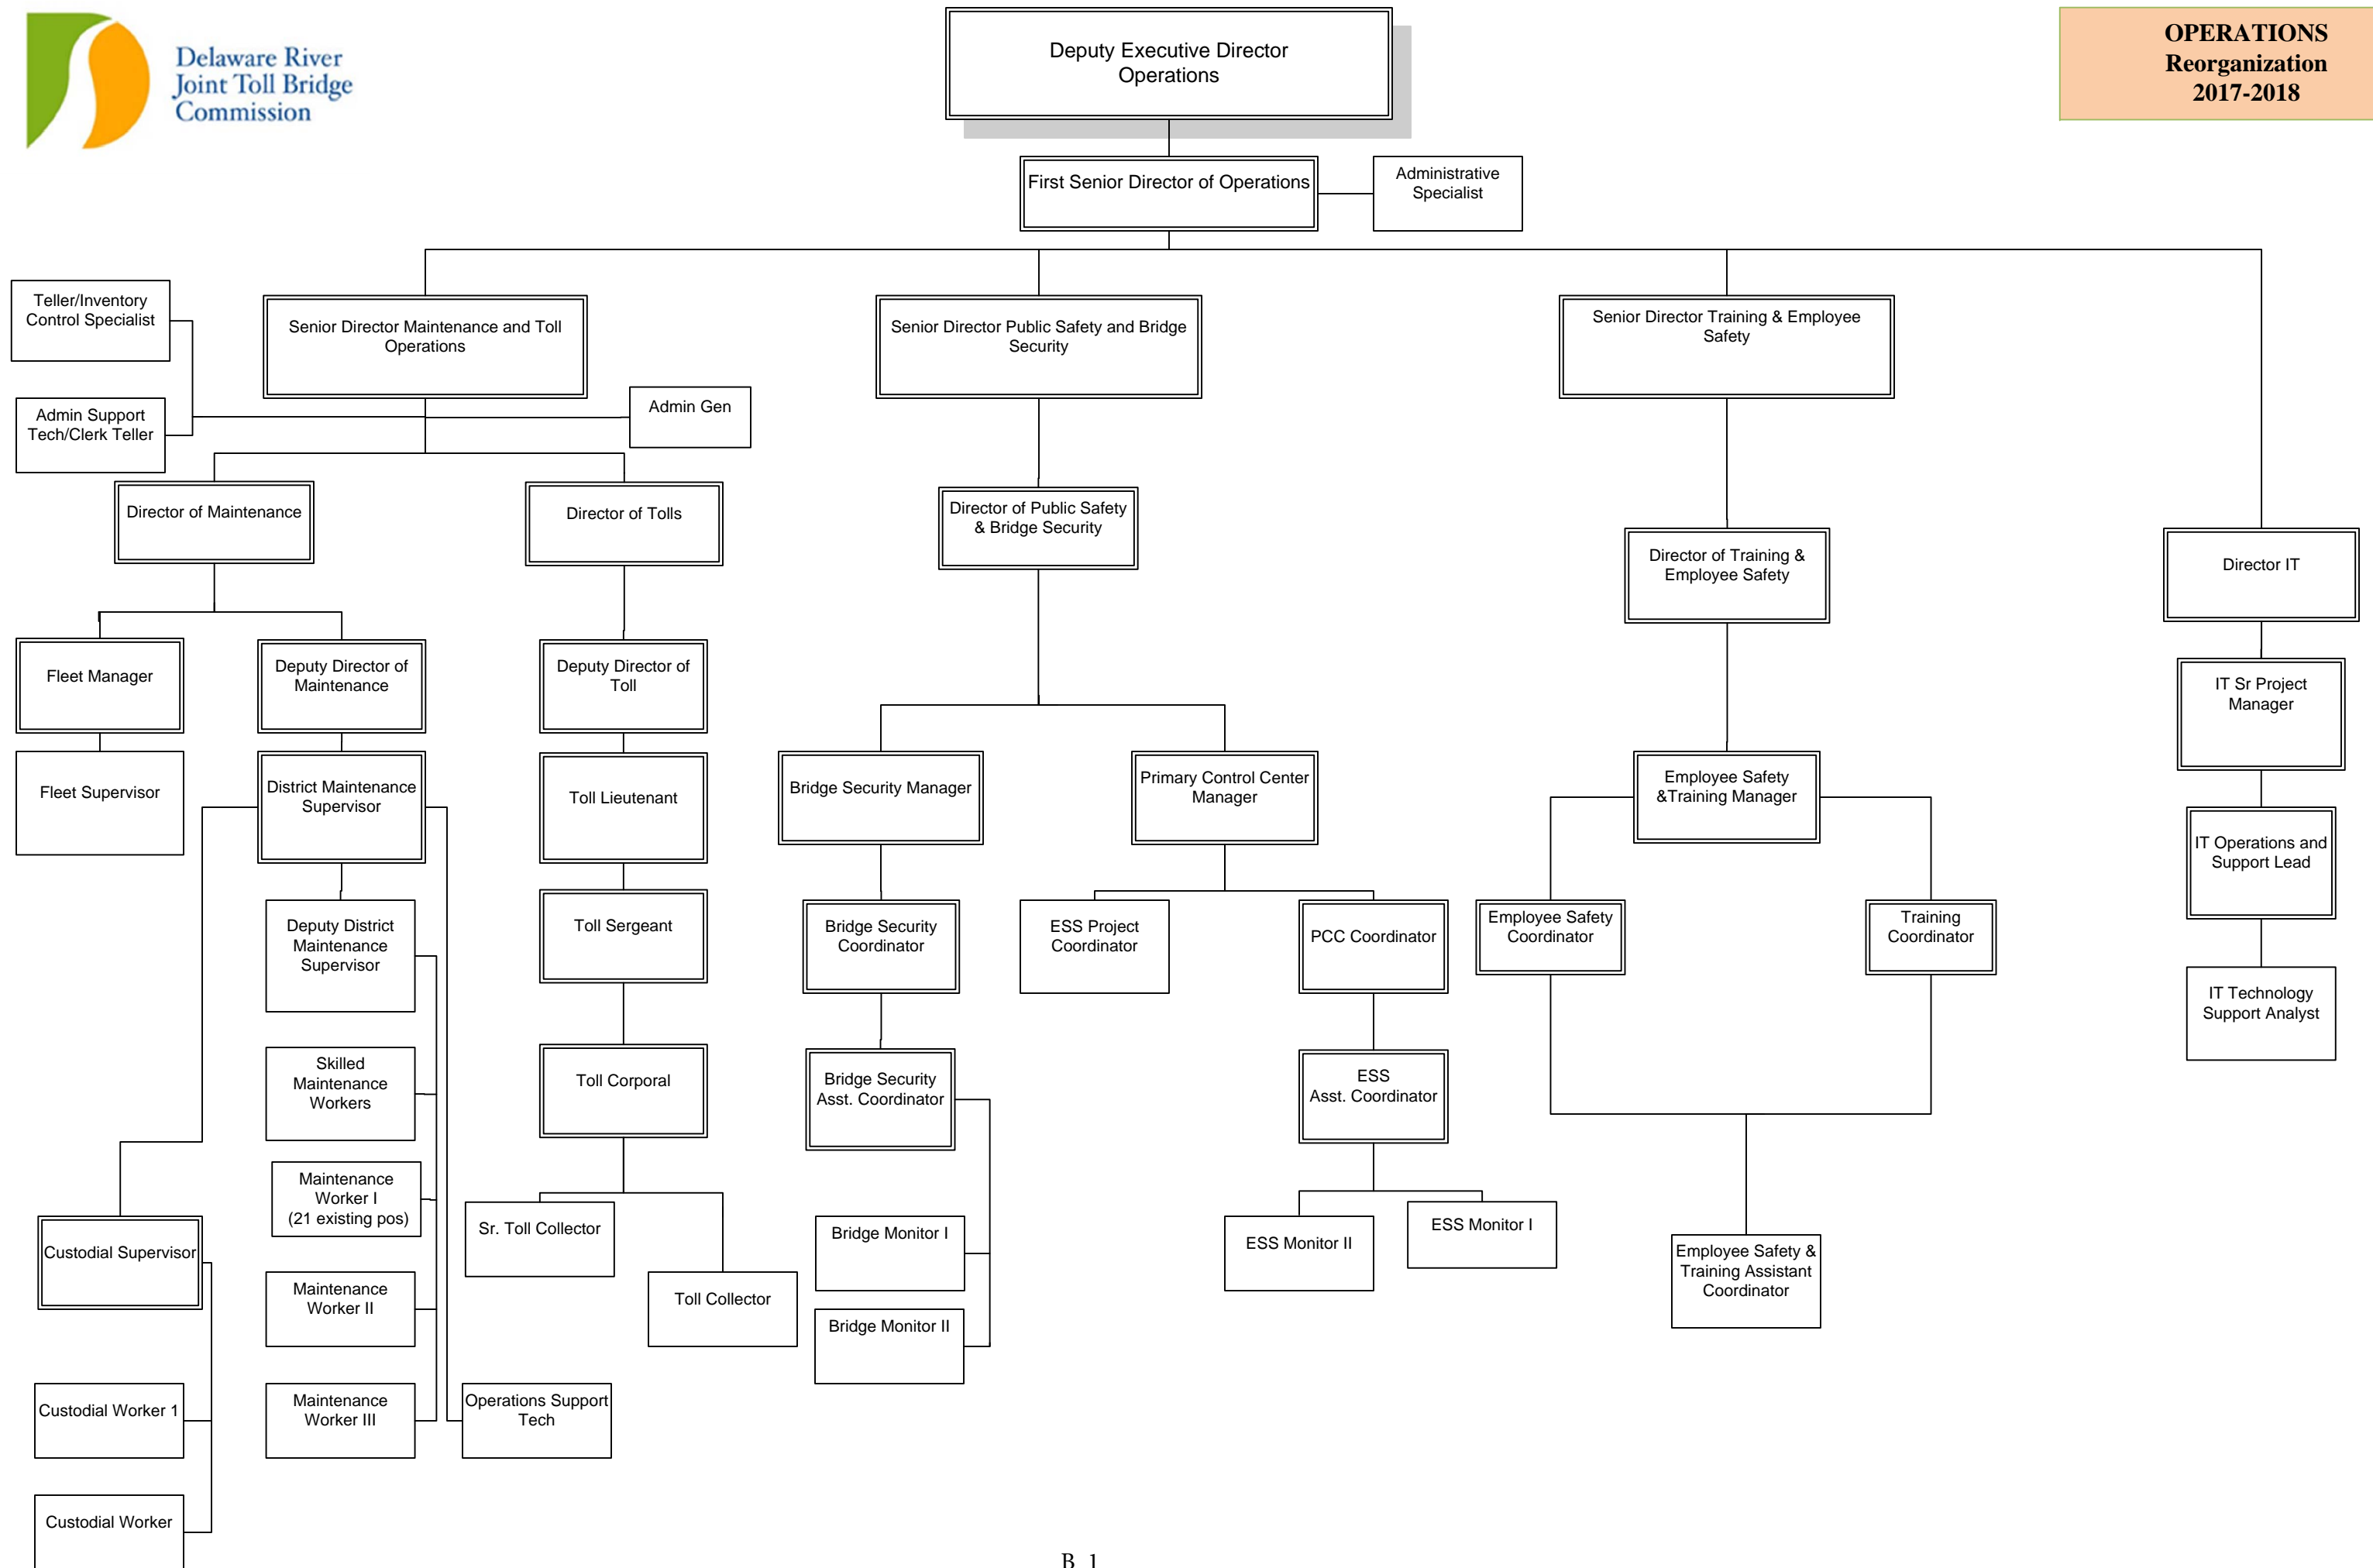 Delaware River
Joint Toll Bridge
Commission
Deputy Executive Director
Operations
OPERATIONS
Reorganization
2017-2018
First Senior Director of Operations
Administrative
Specialist
Teller/Inventory
Control Specialist
Senior Director Maintenance and Toll
Operations
Senior Director Public Safety and Bridge
Security
Senior Director Training & Employee
Safety
Admin Support
Tech/Clerk Teller
Admin Gen
Director of Maintenance
Director of Tolls
Director of Public Safety
& Bridge Security
Director of Training &
Employee Safety
Director IT
Fleet Manager
Deputy Director of
Maintenance
Deputy Director of
Toll
IT Sr Project
Manager
Fleet Supervisor
District Maintenance
Supervisor
Toll Lieutenant
Bridge Security Manager
Primary Control Center
Manager
Employee Safety
&Training Manager
IT Operations and
Support Lead
Deputy District
Maintenance
Supervisor
Toll Sergeant
Bridge Security
Coordinator
ESS Project
Coordinator
PCC Coordinator
Employee Safety
Coordinator
Training
Coordinator
IT Technology
Support Analyst
Skilled
Maintenance
Workers
Toll Corporal
Bridge Security
Asst. Coordinator
ESS
Asst. Coordinator
Maintenance
Worker I
(21 existing pos)
Custodial Supervisor
Sr. Toll Collector
Bridge Monitor I
ESS Monitor II
ESS Monitor I
Employee Safety &
Training Assistant
Coordinator
Maintenance
Worker II
Toll Collector
Bridge Monitor II
Custodial Worker 1
Maintenance
Worker III
Operations Support
Tech
Custodial Worker
B 1